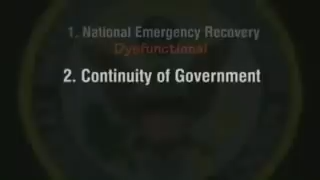 1. National Emergency Recovery
Dysfunctional
2. Continuity of Government